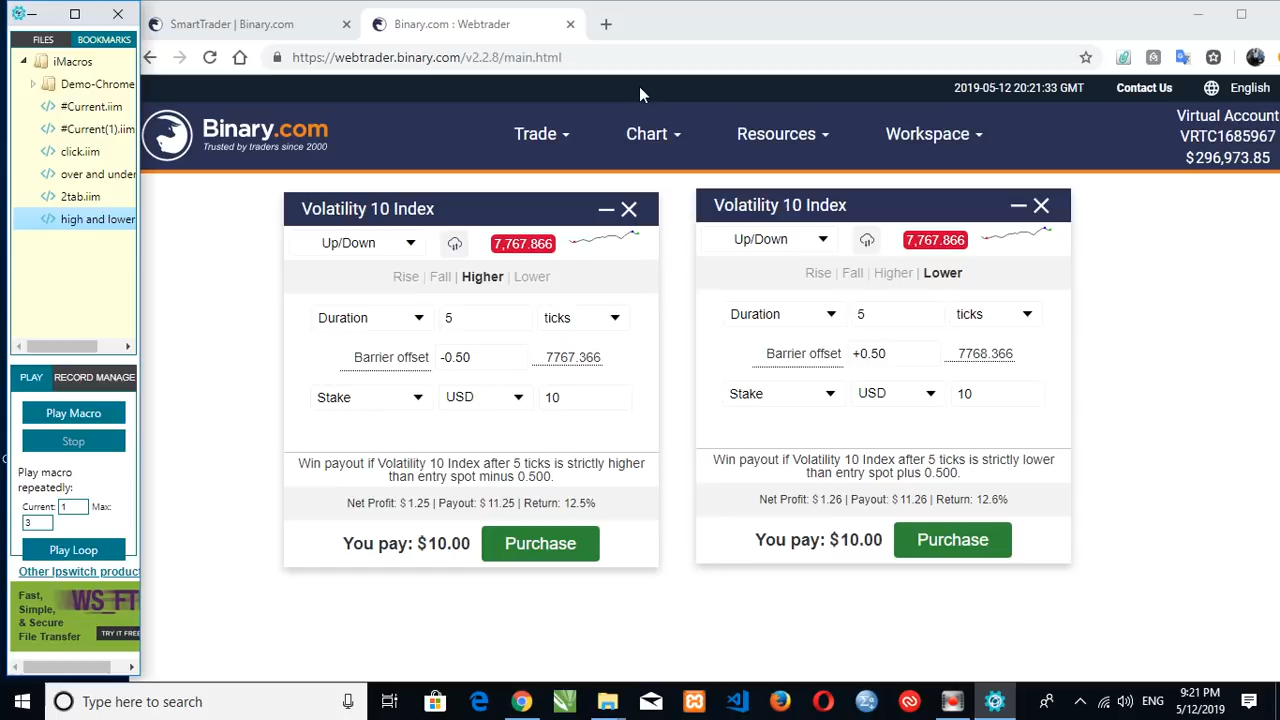 FILES
BOOKMARKS
iMacros
Demo-Chrome
#Current.iim
#Current(1).iim
click.iim
over and under
2tab.iim
high and lower
PLAY
RECORD
MANAGE
Play Macro
Stop
Play macro
repeatedly:
Current: 1 Max:
3
Play Loop
Other Ipswitch produc
Fast,
Simple,
& Secure
File Transfer
WS_FT
TRY IT FREE
SmartTrader | Binary.com
Binary.com : Webtrader
https://webtrader.binary.com/v2.2.8/main.html
2019-05-12 20:21:33 GMT
Contact Us
English
Binary.com
Trusted by traders since 2000
Trade
Chart
Resources
Workspace
Virtual Account
VRTC1685967
$296,973.85
Volatility 10 Index
Up/Down
7,767.866
Rise | Fall | Higher | Lower
Duration 5 ticks
Barrier offset -0.50 7767.366
Stake USD 10
Win payout if Volatility 10 Index after 5 ticks is strictly higher
than entry spot minus 0.500.
Net Profit: $ 1.25 | Payout: $ 11.25 | Return: 12.5%
You pay: $10.00 Purchase
Volatility 10 Index
Up/Down
7,767.866
Rise | Fall | Higher | Lower
Duration 5 ticks
Barrier offset +0.50 7768.366
Stake USD 10
Win payout if Volatility 10 Index after 5 ticks is strictly lower
than entry spot plus 0.500.
Net Profit: $ 1.26 | Payout: $ 11.26 | Return: 12.6%
You pay: $10.00 Purchase
Type here to search
ENG
9:21 PM
5/12/2019